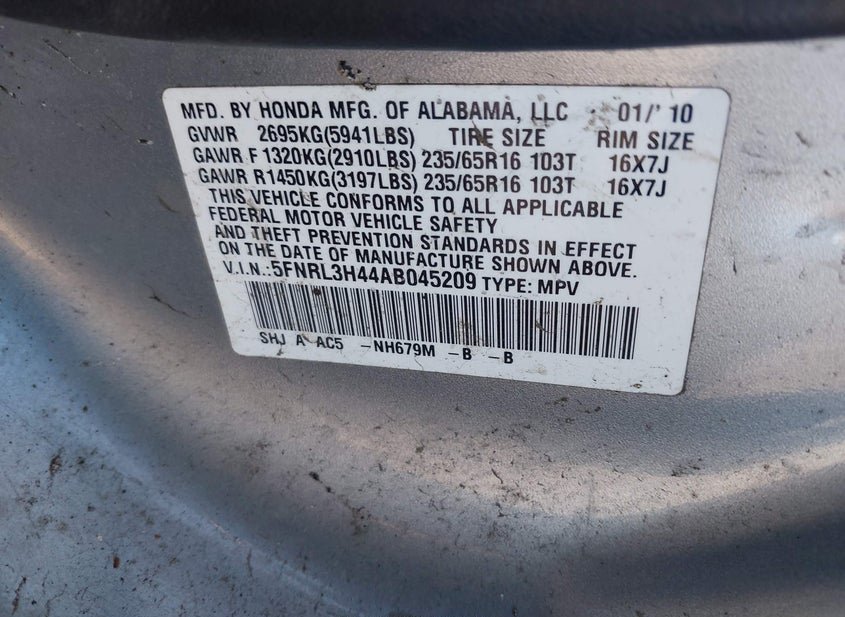 MFD. BY HONDA MFG. OF ALABAMA, LLC 01/' 10
GVWR 2695KG(5941LBS) TIRE SIZE RIM SIZE
GAWR F 1320KG(2910LBS) 235/65R16 103T 16X7J
GAWR R1450KG(3197LBS) 235/65R16 103T 16X7J
THIS VEHICLE CONFORMS TO ALL APPLICABLE
FEDERAL MOTOR VEHICLE SAFETY
AND THEFT PREVENTION STANDARDS IN EFFECT
ON THE DATE OF MANUFACTURE SHOWN ABOVE.
V.I.N.:5FNRL3H44AB045209 TYPE: MPV
SHJ A AC5 -NH679M -B -B